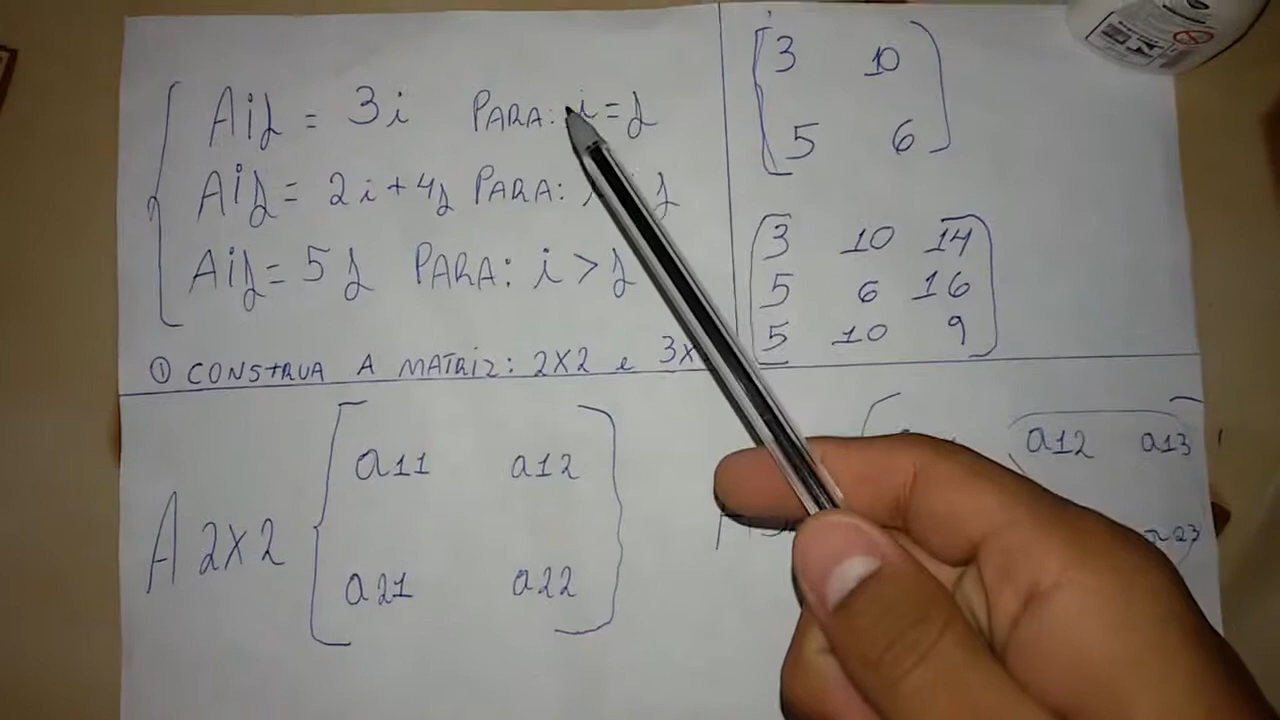 Aij = 3i PARA: i = j
Aij = 2i + 4j PARA: j
Aij = 5j PARA: i > j
① CONSTRUA A MATRIZ: 2X2 e 3X
3 10
5 6
3 10 14
5 6 16
5 10 9
A 2X2
a11 a12
a21 a22
a12 a13